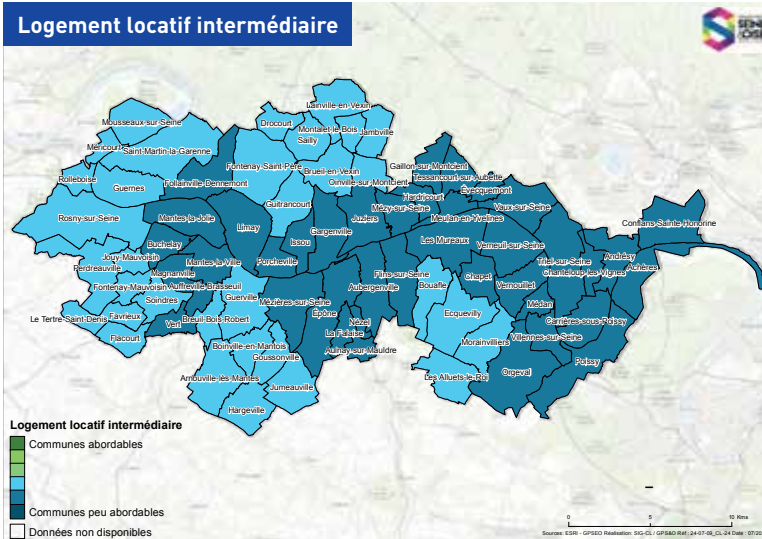 Logement locatif intermédiaire
SEINE
Lainville-en-Vexin
Mousseaux-sur-Seine
Drocourt
Montalet-le Bois
Jambville
Sailly
Méricourt
Saint-Martin-la-Garenne
Gaillon-sur-Montcient
Fontenay-Saint-Père
Brueil-en-Vexin
Tessancourt-sur-Aubette
Rolleboise
Follainville-Dennemont
Oinville-sur-Montcient
Évecquemont
Guernes
Hardricourt
Guitrancourt
Mézy-sur-Seine
Vaux-sur-Seine
Rosny-sur-Seine
Mantes-la-Jolie
Juziers
Meulan-en-Yvelines
Conflans-Sainte-Honorine
Limay
Gargenville
Buchelay
Issou
Les Mureaux
Verneuil-sur-Seine
Andrésy
Jouy-Mauvoisin
Mantes-la-Ville
Porcheville
Triel-sur-Seine
Achères
Perdreauville
Magnanville
Flins-sur-Seine
Chapet
Chanteloup-les-Vignes
Fontenay-Mauvoisin
Auffreville-Brasseuil
Aubergenville
Bouafle
Vernouillet
Soindres
Guerville
Mézières-sur-Seine
Médan
Favrieux
Épône
Ecquevilly
Le Tertre-Saint-Denis
Vert
Breuil-Bois-Robert
Nézel
Carrières-sous-Poissy
Flacourt
La Falaise
Villennes-sur-Seine
Boinville-en-Mantois
Aulnay-sur-Mauldre
Morainvilliers
Goussonville
Poissy
Arnouville-lès-Mantes
Les Alluets-le-Roi
Orgeval
Jumeauville
Hargeville
Logement locatif intermédiaire
Communes abordables
Communes peu abordables
Données non disponibles
0 5 10 Kms